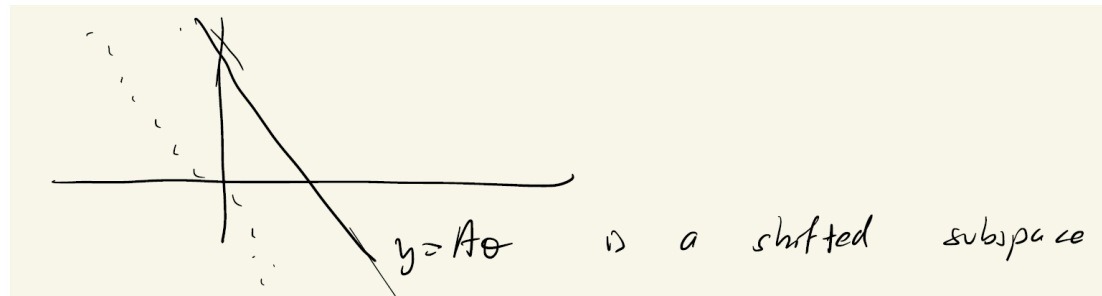 y = Aθ is a shifted subspace